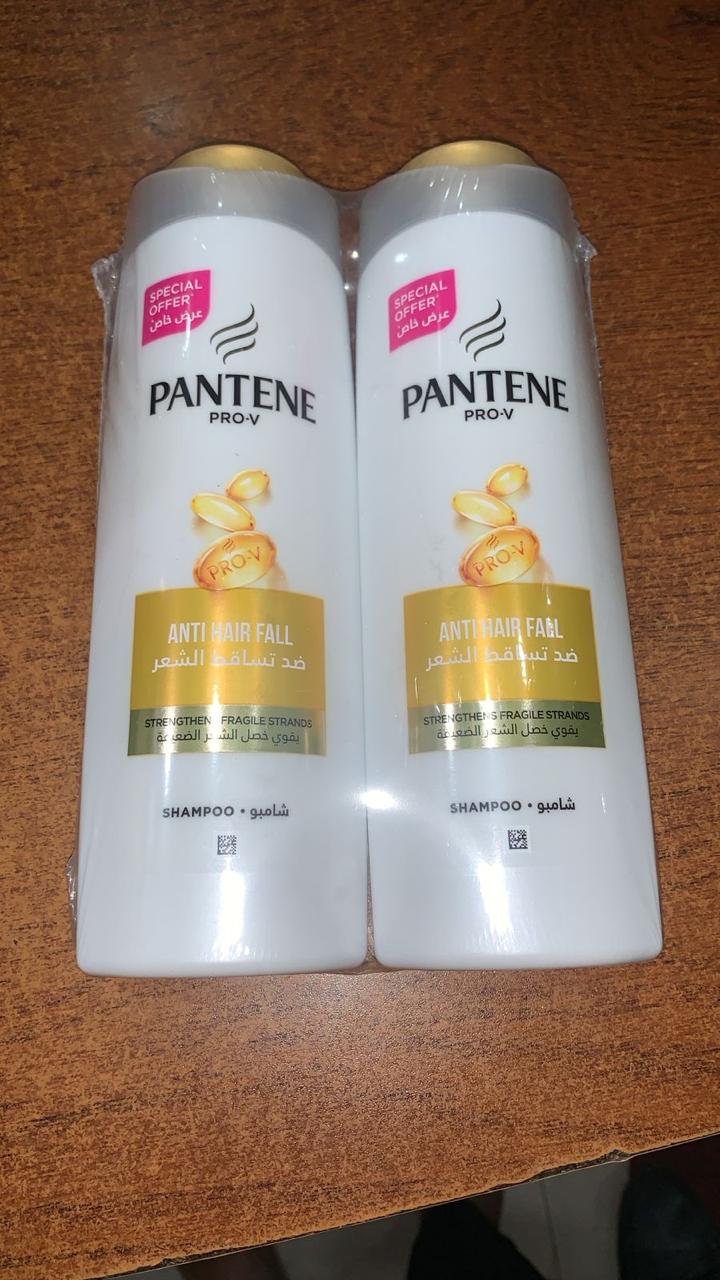 SPECIAL
OFFER*
عرض خاص
PANTENE
PRO-V
PRO-V
ANTI HAIR FALL
ضد تساقط الشعر
STRENGTHENS FRAGILE STRANDS
يقوي خصل الشعر الضعيفة
SHAMPOO • شامبو
SPECIAL
OFFER*
عرض خاص
PANTENE
PRO-V
PRO-V
ANTI HAIR FALL
ضد تساقط الشعر
STRENGTHENS FRAGILE STRANDS
يقوي خصل الشعر الضعيفة
SHAMPOO • شامبو